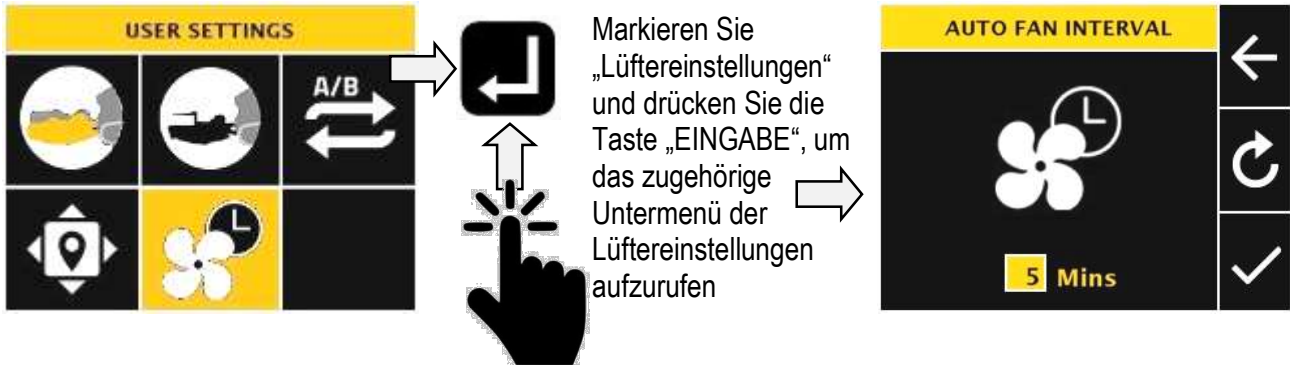 USER SETTINGS
A/B
Markieren Sie
„Lüftereinstellungen“
und drücken Sie die
Taste „EINGABE“, um
das zugehörige
Untermenü der
Lüftereinstellungen
aufzurufen
AUTO FAN INTERVAL
5 Mins